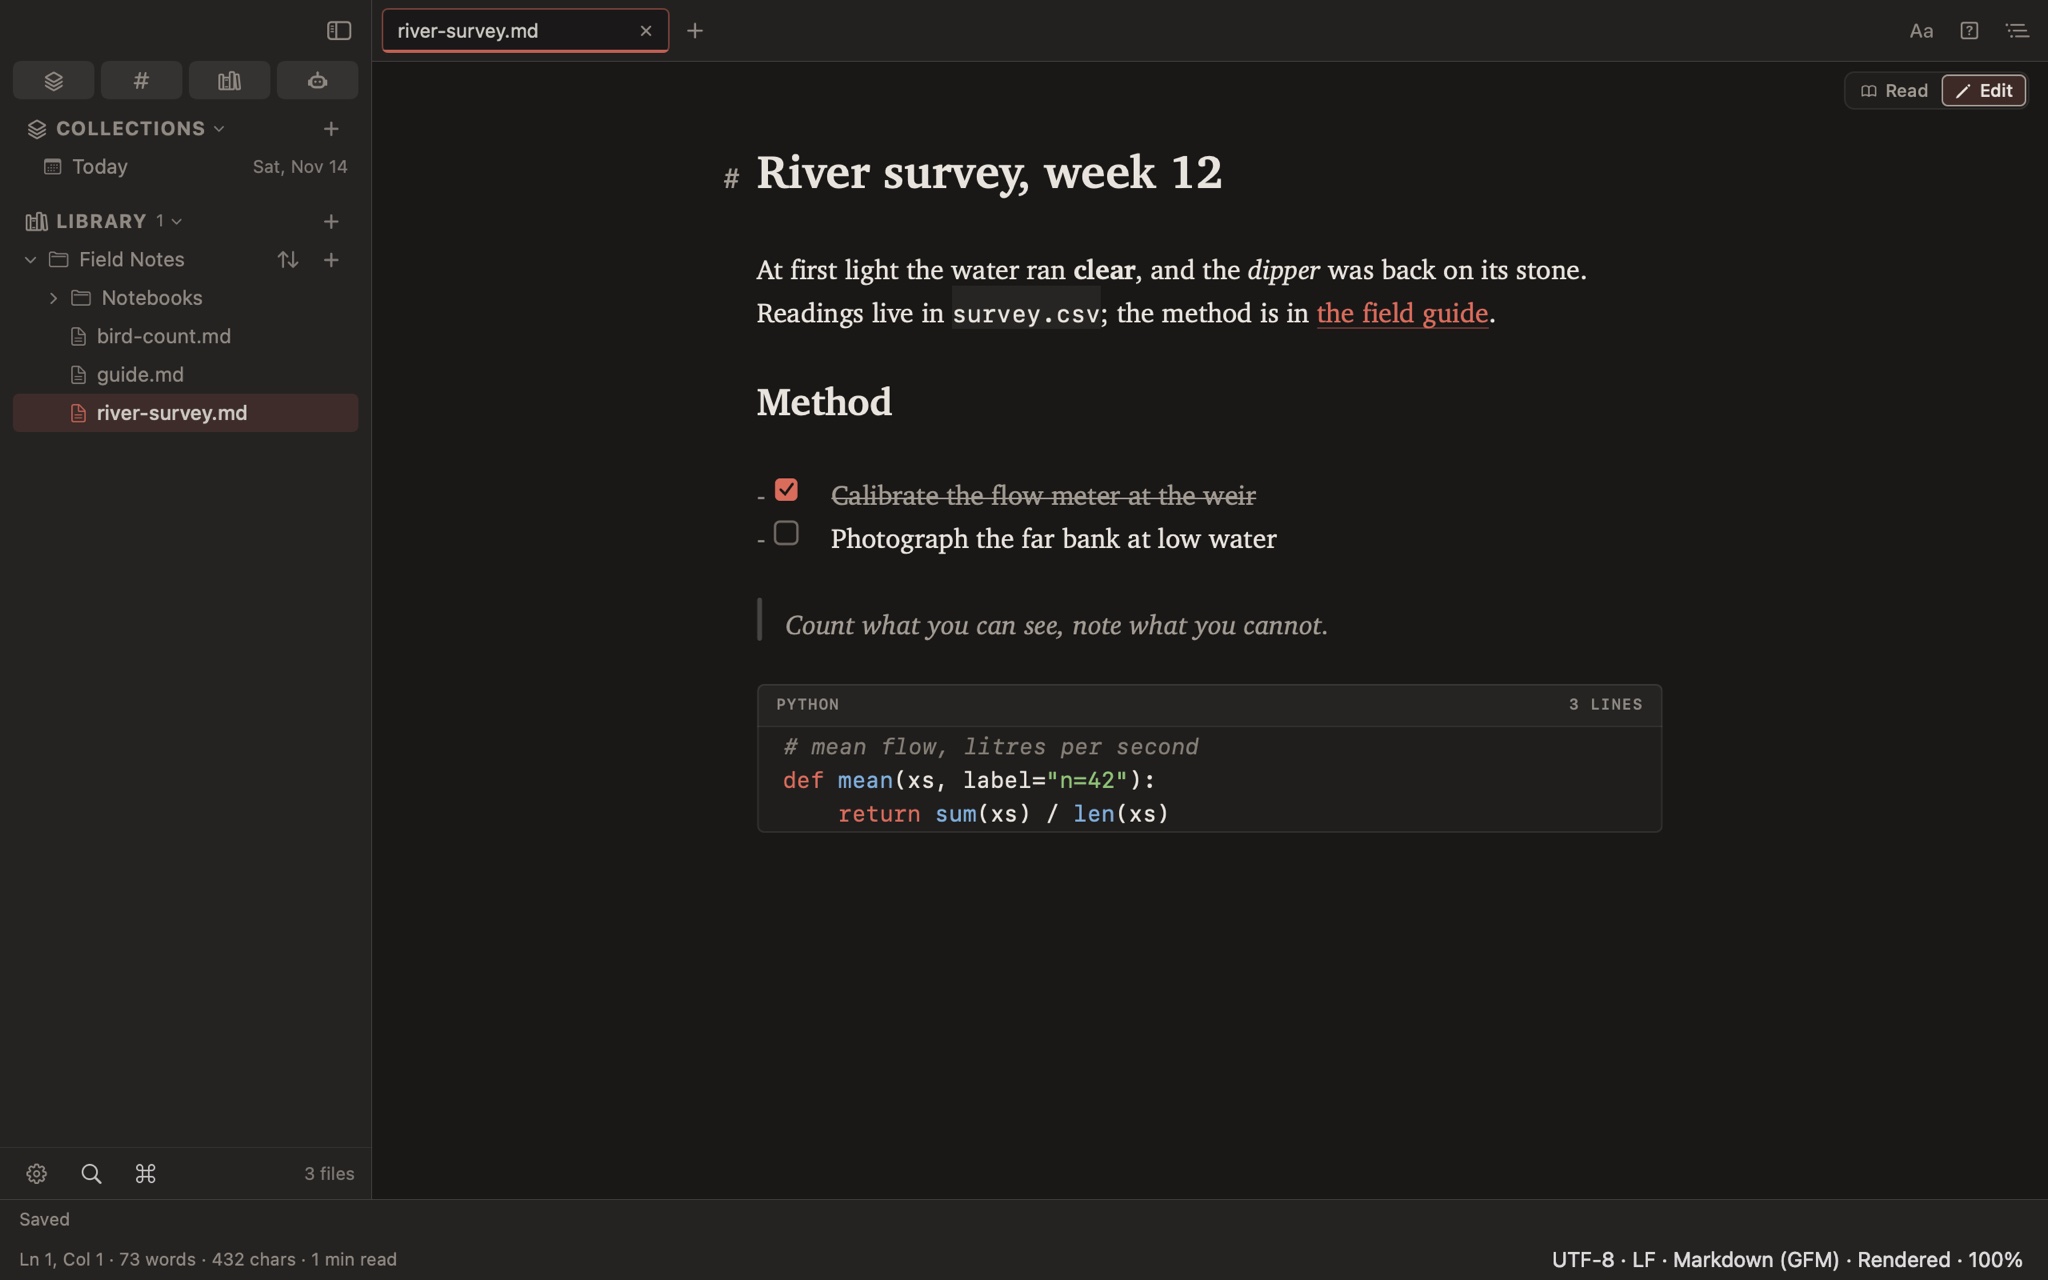 river-survey.md
Aa
Read
Edit
COLLECTIONS
Today
Sat, Nov 14
LIBRARY 1
Field Notes
Notebooks
bird-count.md
guide.md
river-survey.md
3 files
# River survey, week 12
At first light the water ran clear, and the dipper was back on its stone.
Readings live in survey.csv; the method is in the field guide.
Method
- Calibrate the flow meter at the weir
- Photograph the far bank at low water
Count what you can see, note what you cannot.
PYTHON
3 LINES
# mean flow, litres per second
def mean(xs, label="n=42"):
    return sum(xs) / len(xs)
Saved
Ln 1, Col 1 · 73 words · 432 chars · 1 min read
UTF-8 · LF · Markdown (GFM) · Rendered · 100%